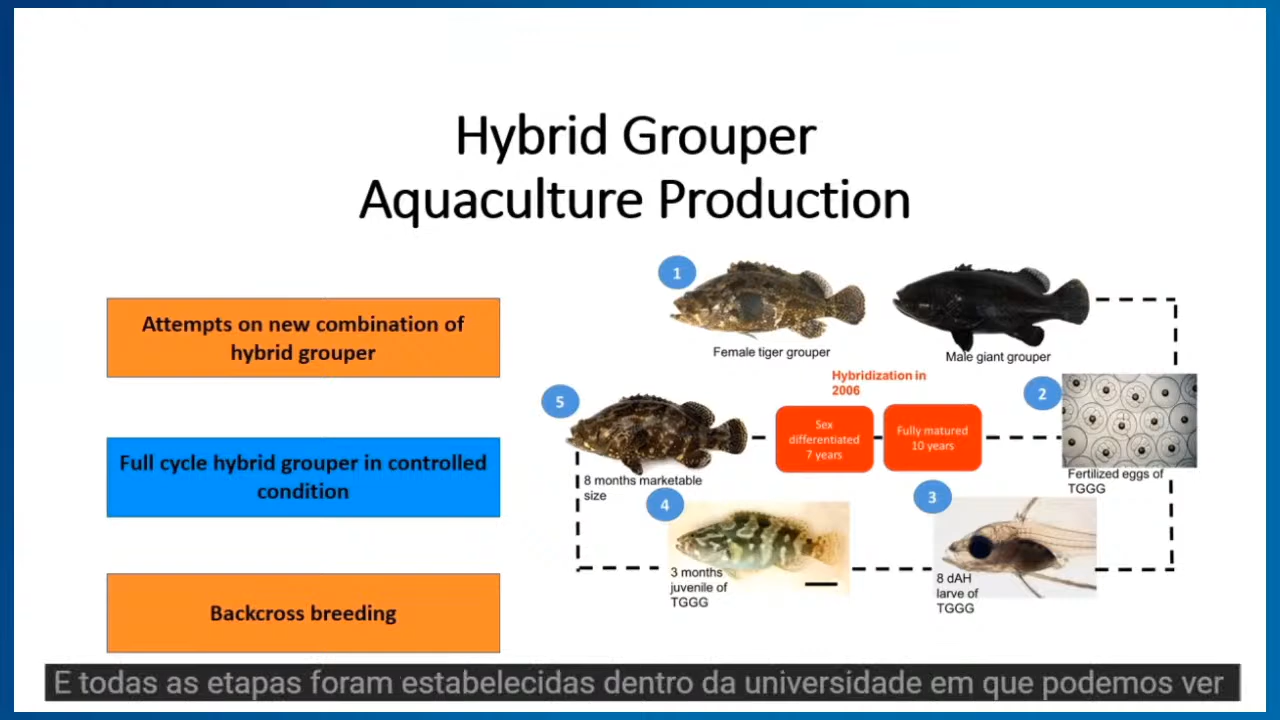 Hybrid Grouper
Aquaculture Production
Attempts on new combination of
hybrid grouper
Full cycle hybrid grouper in controlled
condition
Backcross breeding
1
Female tiger grouper
Male giant grouper
Hybridization in
2006
2
Fertilized eggs of
TGGG
3
8 dAH
larve of
TGGG
4
3 months
juvenile of
TGGG
5
8 months marketable
size
Sex
differentiated
7 years
Fully matured
10 years
E todas as etapas foram estabelecidas dentro da universidade em que podemos ver